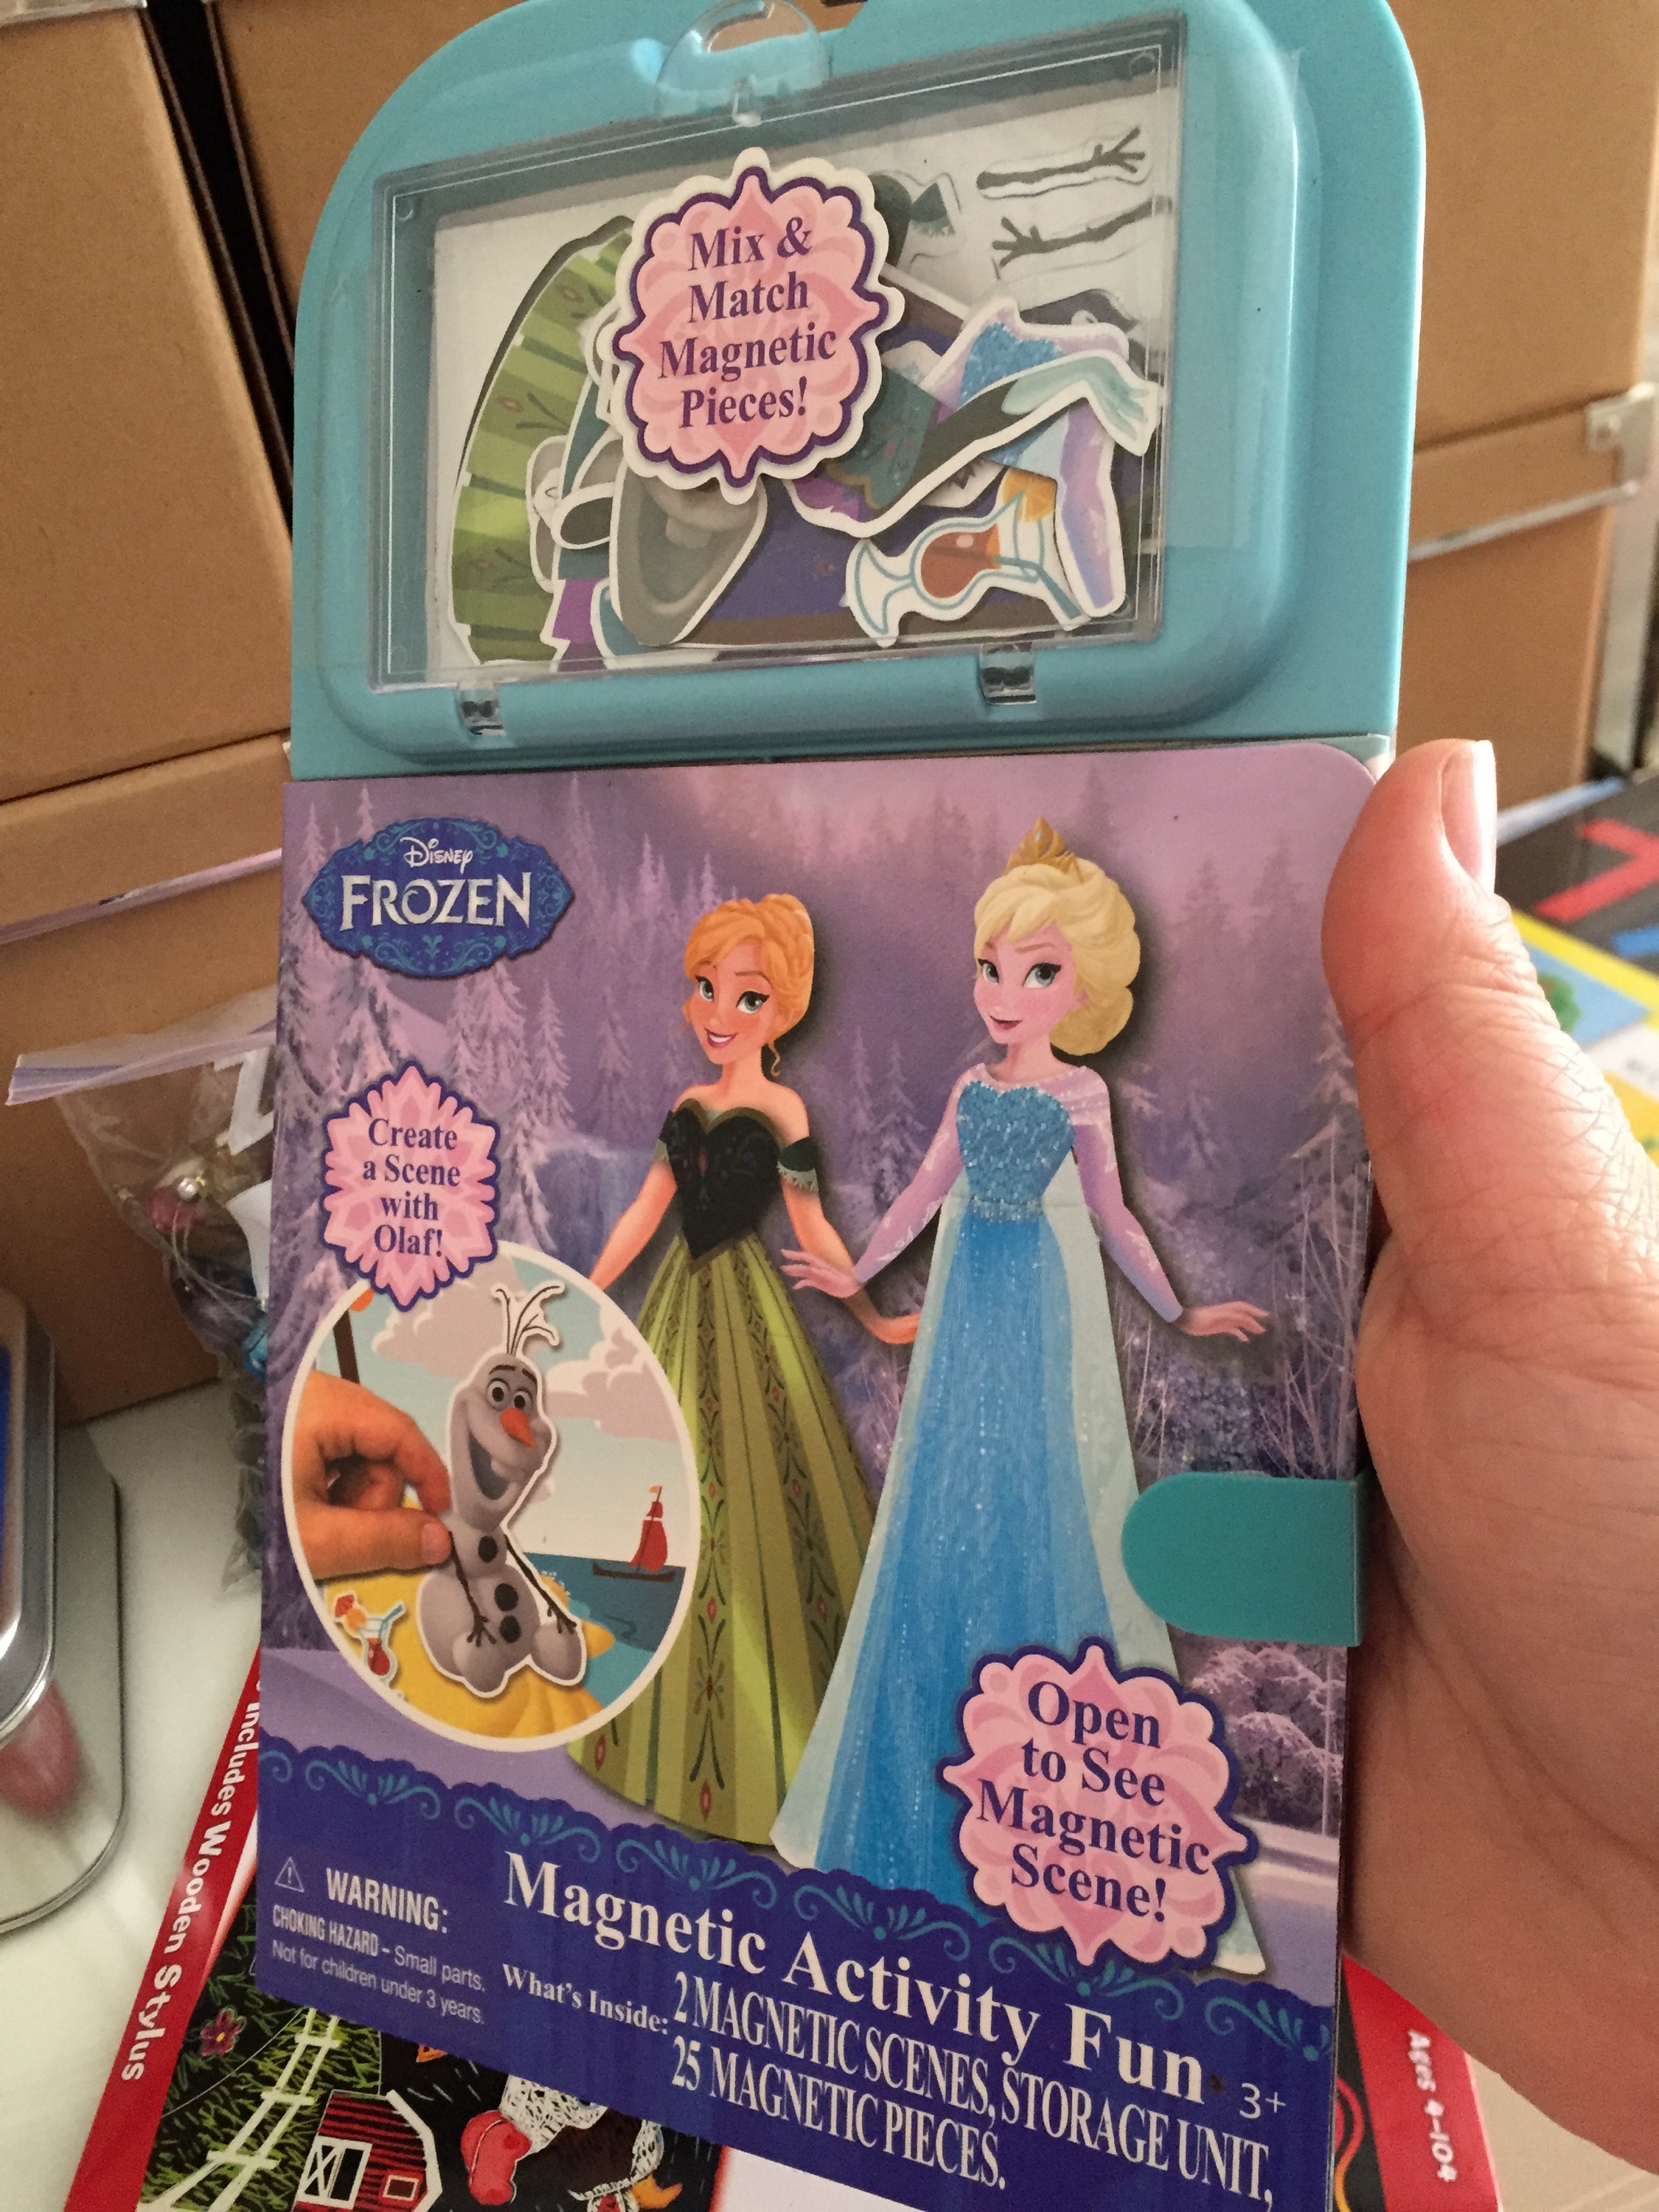 Mix &
Match
Magnetic
Pieces!
Disney
FROZEN
Create
a Scene
with
Olaf!
Open
to See
Magnetic
Scene!
WARNING:
CHOKING HAZARD - Small parts.
Not for children under 3 years.
Magnetic Activity Fun
3+
What's Inside: 2 MAGNETIC SCENES, STORAGE UNIT,
25 MAGNETIC PIECES.
Includes Wooden Stylus
Ages 4-104